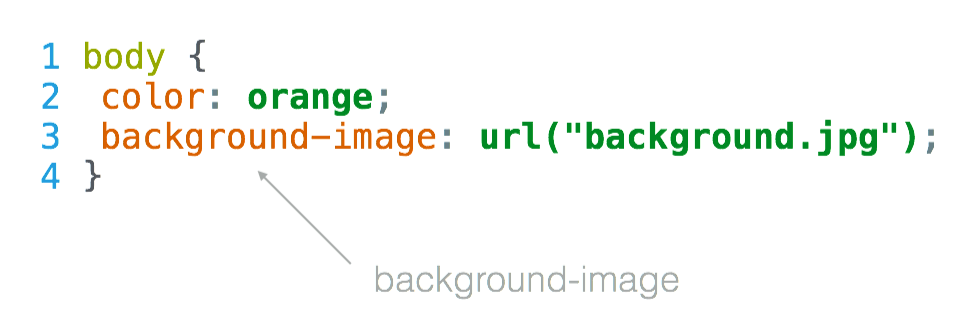 1 body {
2  color: orange;
3  background-image: url("background.jpg");
4 }
background-image